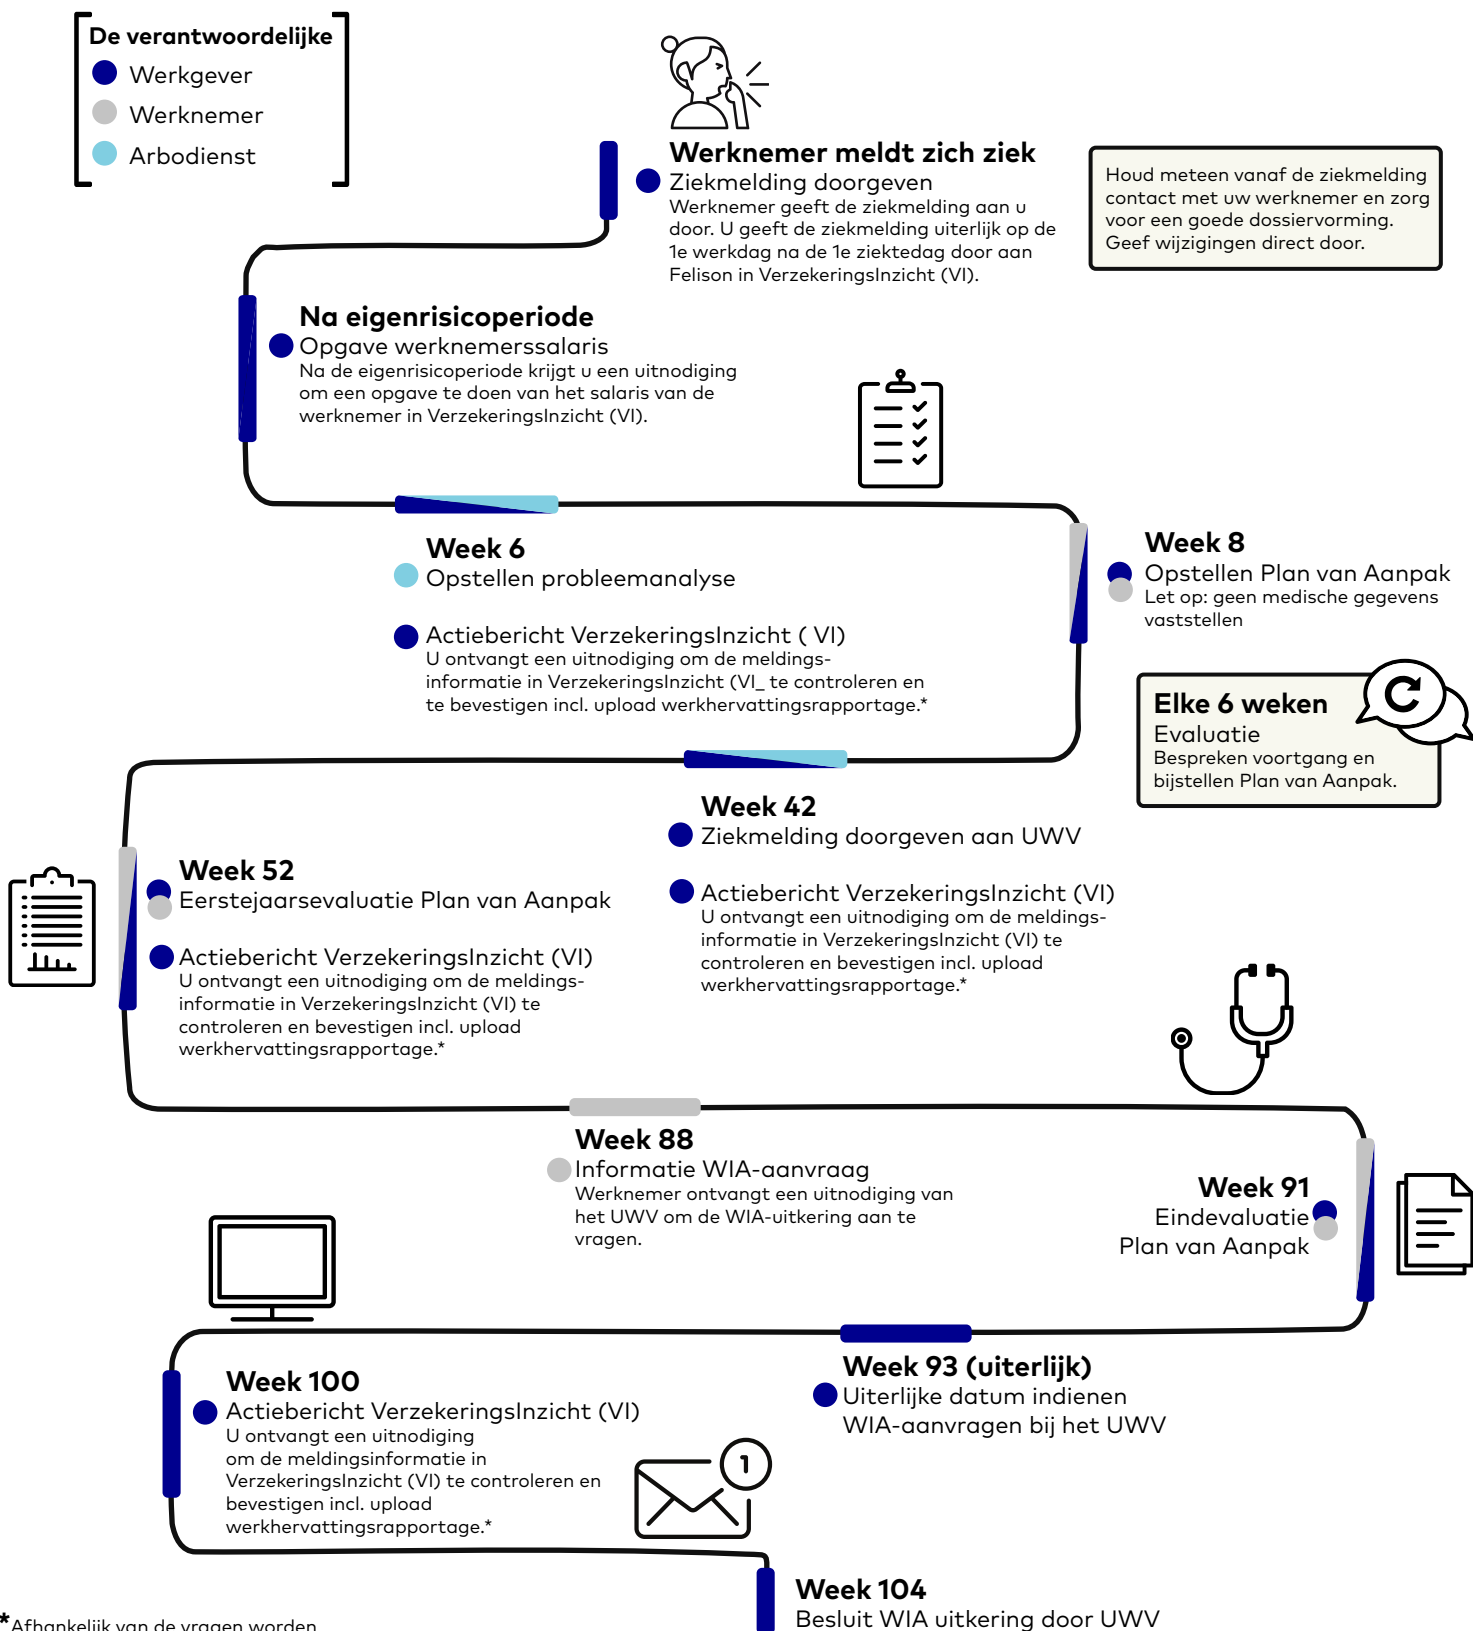 De verantwoordelijke
Werkgever
Werknemer
Arbodienst
Werknemer meldt zich ziek
Ziekmelding doorgeven
Werknemer geeft de ziekmelding aan u
door. U geeft de ziekmelding uiterlijk op de
1e werkdag na de 1e ziektedag door aan
Felison in VerzekeringsInzicht (VI).
Houd meteen vanaf de ziekmelding
contact met uw werknemer en zorg
voor een goede dossiervorming.
Geef wijzigingen direct door.
Na eigenrisicoperiode
Opgave werknemerssalaris
Na de eigenrisicoperiode krijgt u een uitnodiging
om een opgave te doen van het salaris van de
werknemer in VerzekeringsInzicht (VI).
Week 6
Opstellen probleemanalyse
Actiebericht VerzekeringsInzicht ( VI)
U ontvangt een uitnodiging om de meldings-
informatie in VerzekeringsInzicht (VI_ te controleren en
te bevestigen incl. upload werkhervattingsrapportage.*
Week 8
Opstellen Plan van Aanpak
Let op: geen medische gegevens
vaststellen
Elke 6 weken
Evaluatie
Bespreken voortgang en
bijstellen Plan van Aanpak.
Week 42
Ziekmelding doorgeven aan UWV
Actiebericht VerzekeringsInzicht (VI)
U ontvangt een uitnodiging om de meldings-
informatie in VerzekeringsInzicht (VI) te
controleren en bevestigen incl. upload
werkhervattingsrapportage.*
Week 52
Eerstejaarsevaluatie Plan van Aanpak
Actiebericht VerzekeringsInzicht (VI)
U ontvangt een uitnodiging om de meldings-
informatie in VerzekeringsInzicht (VI) te
controleren en bevestigen incl. upload
werkhervattingsrapportage.*
Week 88
Informatie WIA-aanvraag
Werknemer ontvangt een uitnodiging van
het UWV om de WIA-uitkering aan te
vragen.
Week 91
Eindevaluatie
Plan van Aanpak
Week 93 (uiterlijk)
Uiterlijke datum indienen
WIA-aanvragen bij het UWV
Week 100
Actiebericht VerzekeringsInzicht (VI)
U ontvangt een uitnodiging
om de meldingsinformatie in
VerzekeringsInzicht (VI) te controleren en
bevestigen incl. upload
werkhervattingsrapportage.*
1
Week 104
Besluit WIA uitkering door UWV
*Afhankelijk van de vragen worden